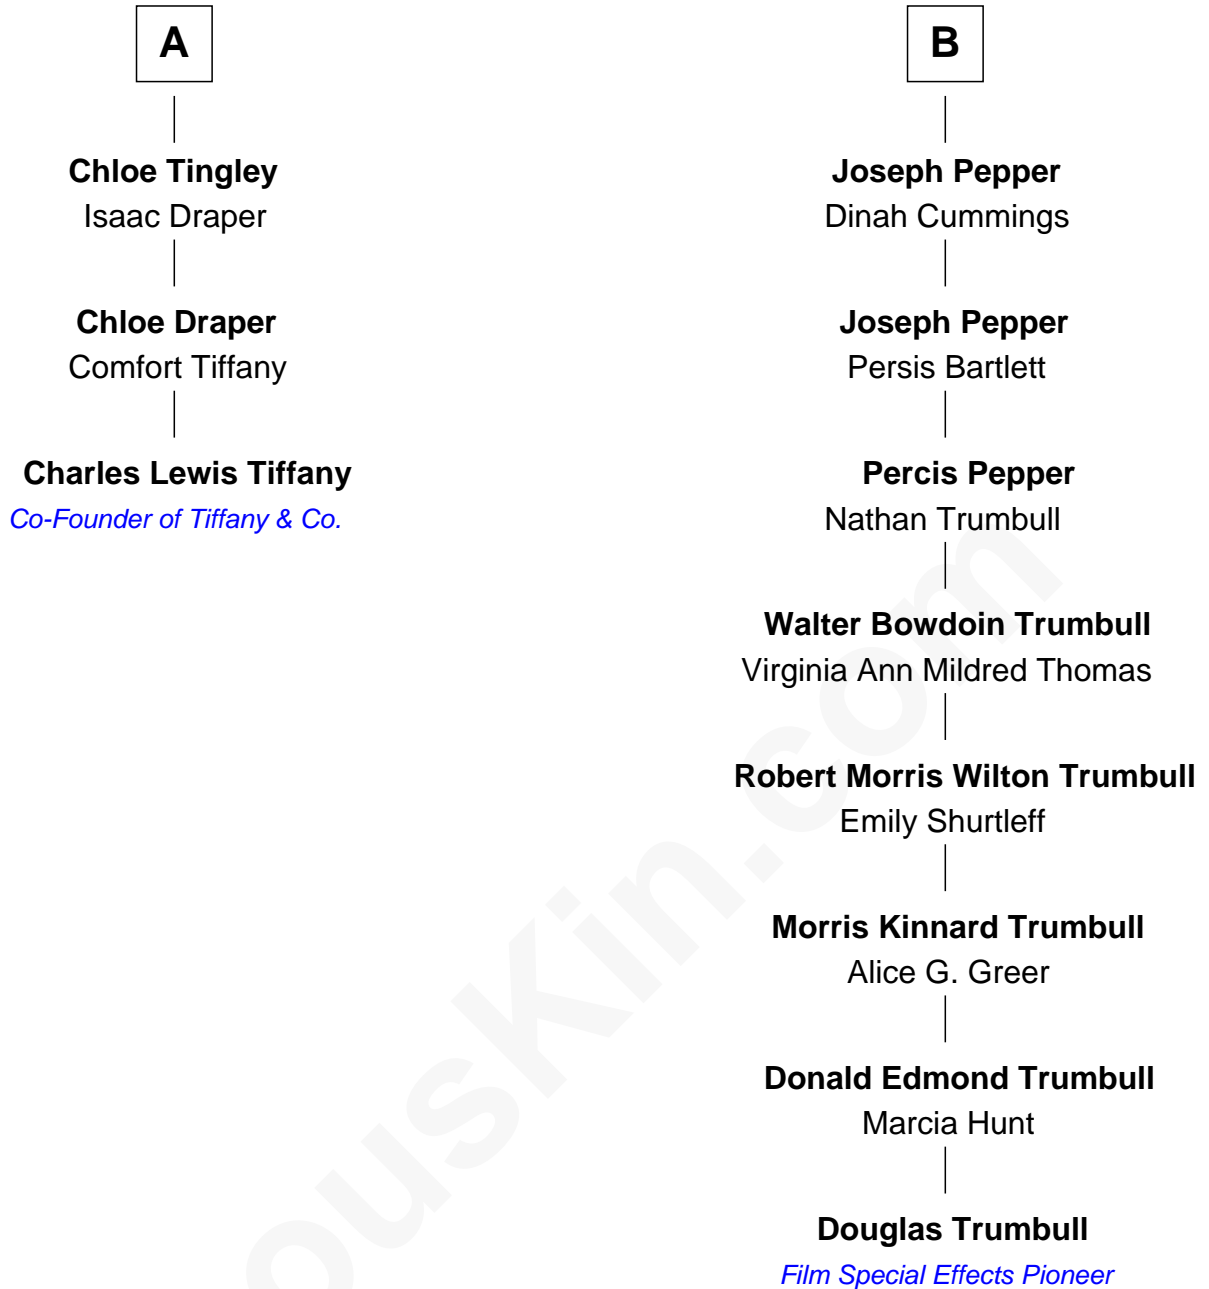 A
Chloe Tingley
Isaac Draper
Chloe Draper
Comfort Tiffany
Charles Lewis Tiffany
Co-Founder of Tiffany & Co.
B
Joseph Pepper
Dinah Cummings
Joseph Pepper
Persis Bartlett
Percis Pepper
Nathan Trumbull
Walter Bowdoin Trumbull
Virginia Ann Mildred Thomas
Robert Morris Wilton Trumbull
Emily Shurtleff
Morris Kinnard Trumbull
Alice G. Greer
Donald Edmond Trumbull
Marcia Hunt
Douglas Trumbull
Film Special Effects Pioneer
ouskin.com